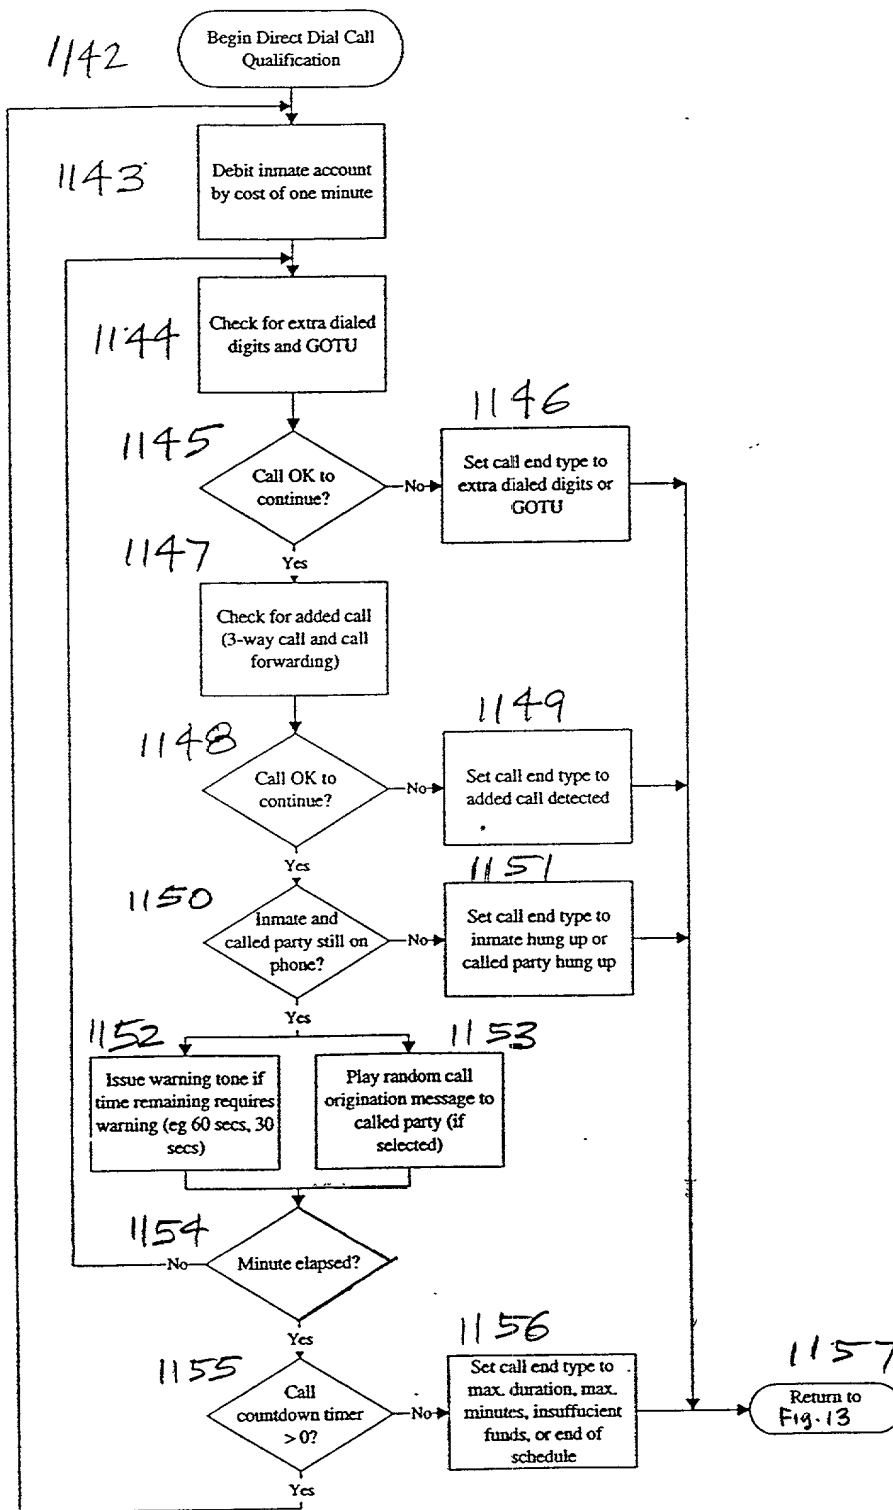 1142
Begin Direct Dial Call
Qualification
1143
Debit inmate account
by cost of one minute
1144
Check for extra dialed
digits and GOTU
1145
Call OK to
continue?
No
1146
Set call end type to
extra dialed digits or
GOTU
Yes
1147
Check for added call
(3-way call and call
forwarding)
1148
Call OK to
continue?
No
1149
Set call end type to
added call detected
Yes
1150
Inmate and
called party still on
phone?
No
1151
Set call end type to
inmate hung up or
called party hung up
Yes
1152
Issue warning tone if
time remaining requires
warning (eg 60 secs, 30
secs)
1153
Play random call
origination message to
called party (if
selected)
1154
Minute elapsed?
No
Yes
1155
Call
countdown timer
> 0?
No
1156
Set call end type to
max. duration, max.
minutes, insuffucient
funds, or end of
schedule
1157
Return to
Fig. 13
Yes